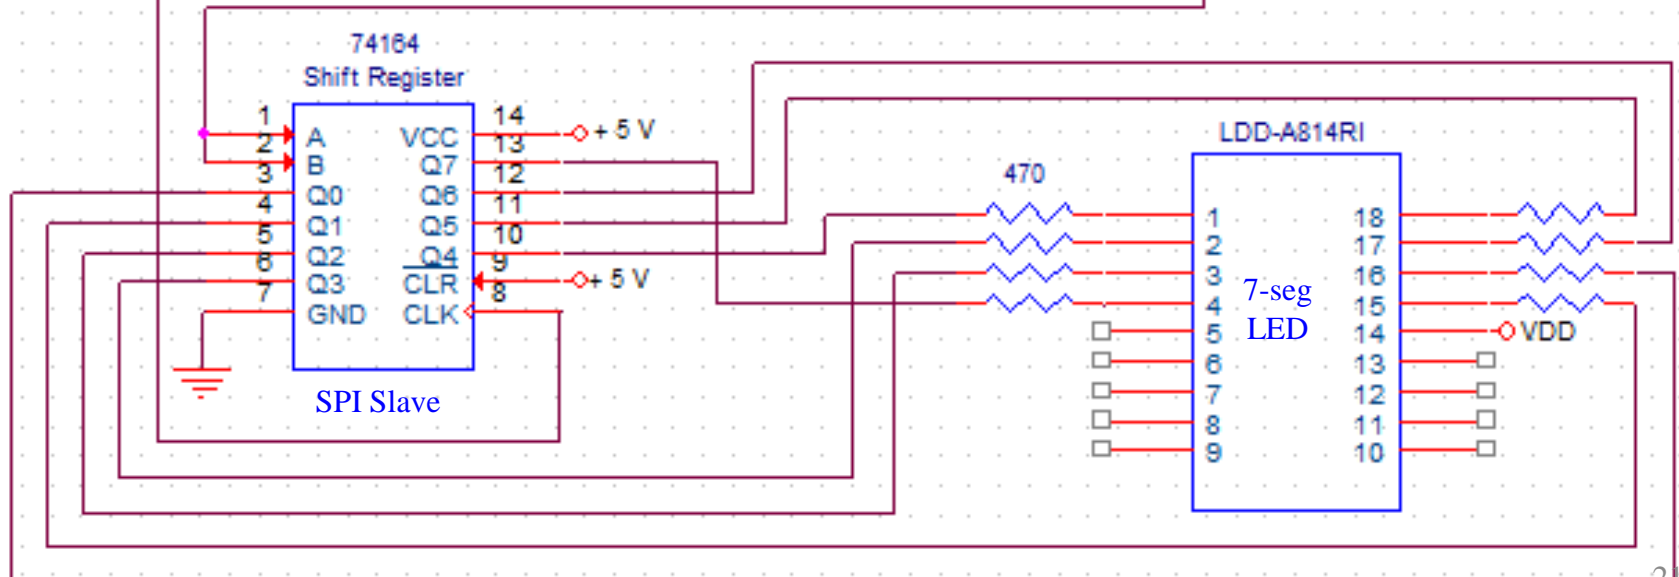 74164
Shift Register
1
2
3
4
5
6
7
A
B
Q0
Q1
Q2
Q3
GND
VCC
Q7
Q6
Q5
Q4
CLR
CLK
14
13
12
11
10
9
8
+ 5 V
+ 5 V
SPI Slave
470
LDD-A814RI
1
2
3
4
5
6
7
8
9
7-seg
LED
18
17
16
15
14
13
12
11
10
VDD